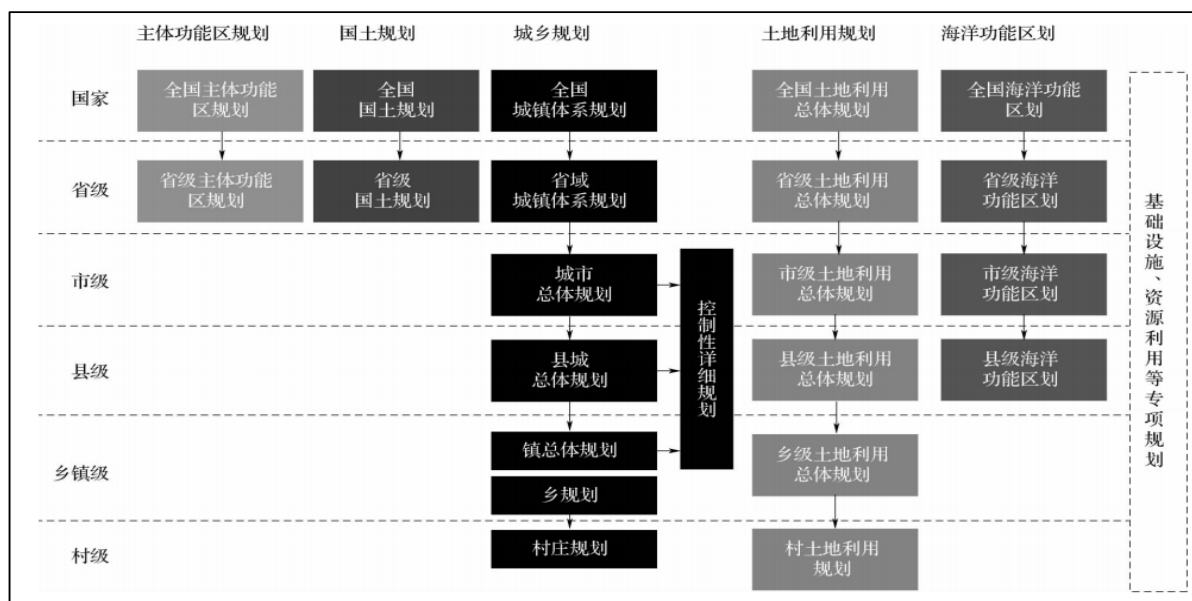 主体功能区规划 国土规划 城乡规划 土地利用规划 海洋功能区划
国家
全国主体功能
区规划
全国
国土规划
全国
城镇体系规划
全国土地利用
总体规划
全国海洋功能
区划
省级
省级主体功能
区规划
省级
国土规划
省域
城镇体系规划
省级土地利用
总体规划
省级海洋
功能区划
市级
城市
总体规划
市级土地利用
总体规划
市级海洋
功能区划
控制性详细规划
县级
县城
总体规划
县级土地利用
总体规划
县级海洋
功能区划
乡镇级
镇总体规划
乡规划
乡级土地利用
总体规划
村级
村庄规划
村土地利用
规划
基础设施、资源利用等专项规划